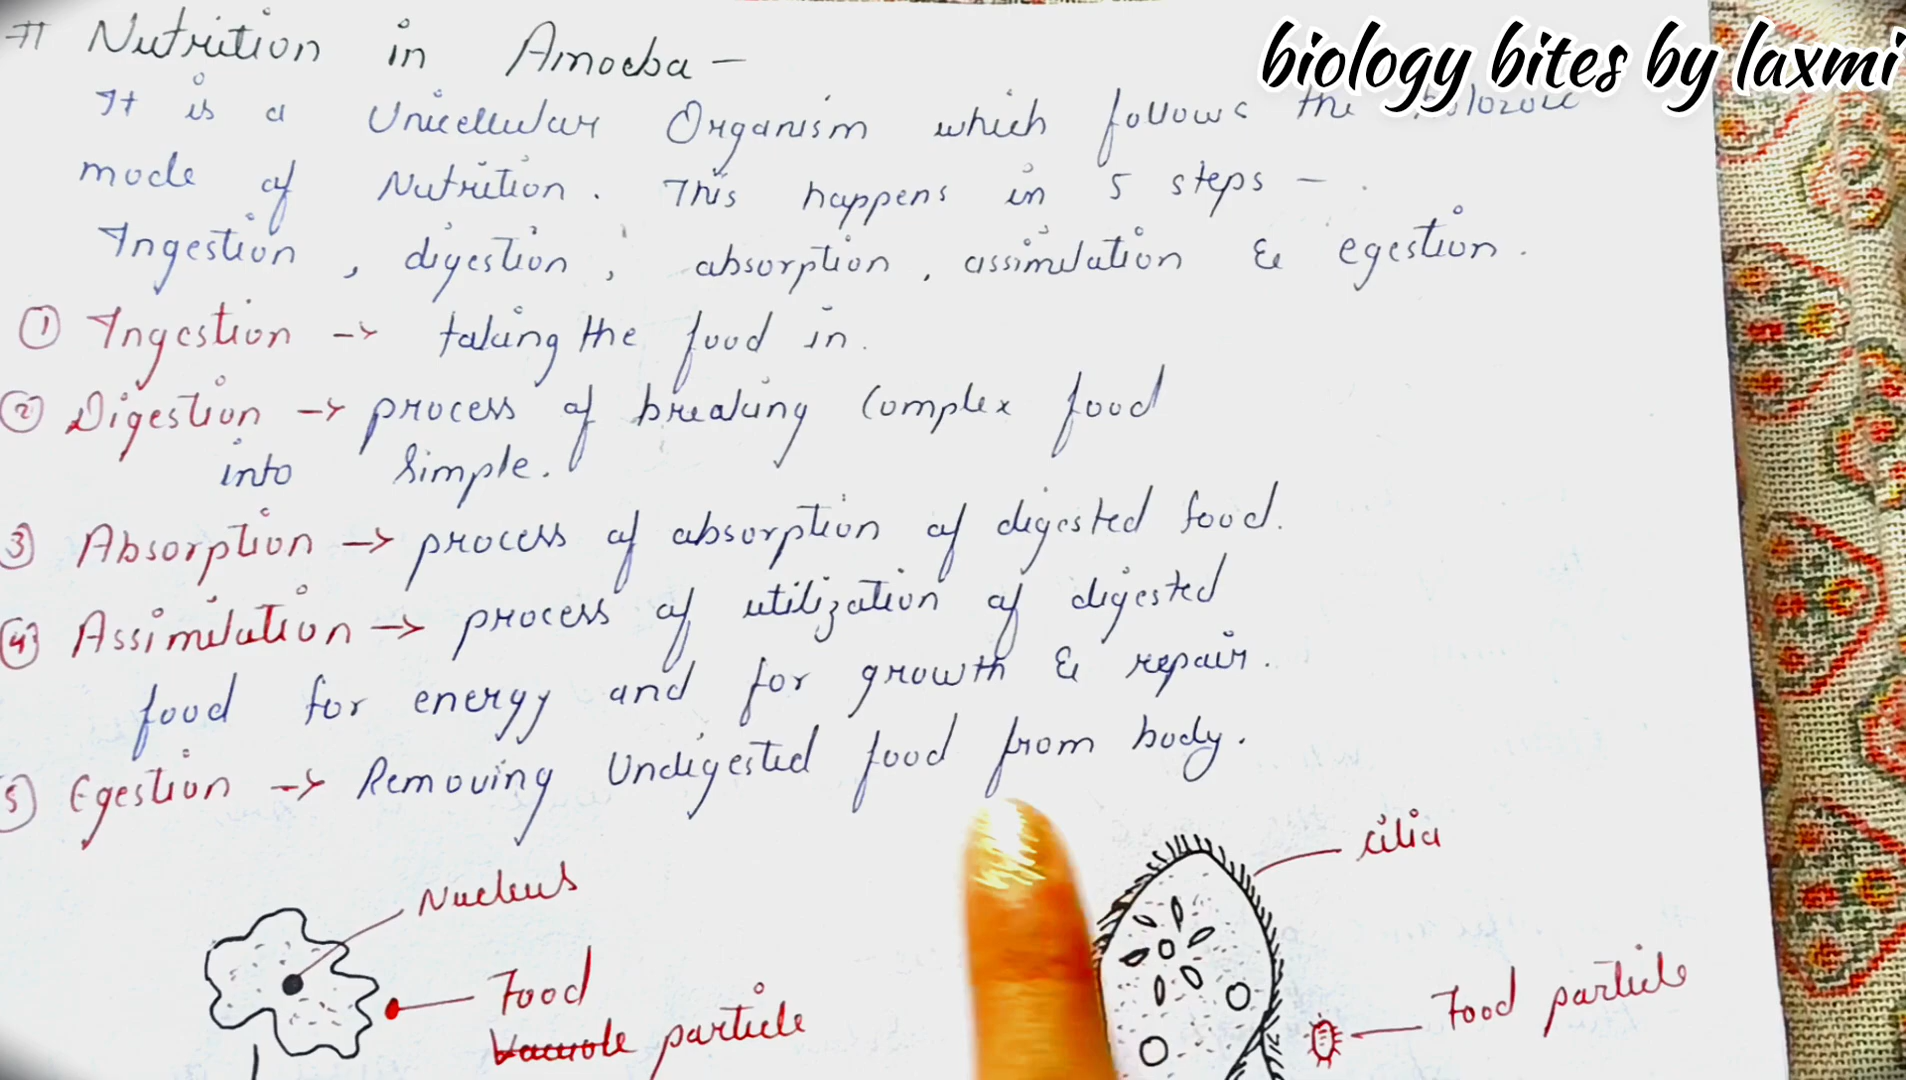 # Nutrition in Amoeba -
biology bites by laxmi
It is a Unicellular Organism which follows the holozoic
mode of Nutrition. This happens in 5 steps -
Ingestion, digestion, absorption, assimilation & egestion.
① Ingestion -> taking the food in.
② Digestion -> process of breaking complex food
into simple.
③ Absorption -> process of absorption of digested food.
④ Assimilation -> process of utilization of digested
food for energy and for growth & repair.
⑤ Egestion -> Removing Undigested food from body.
cilia
Nucleus
Food
Vacuole particle
Food particle